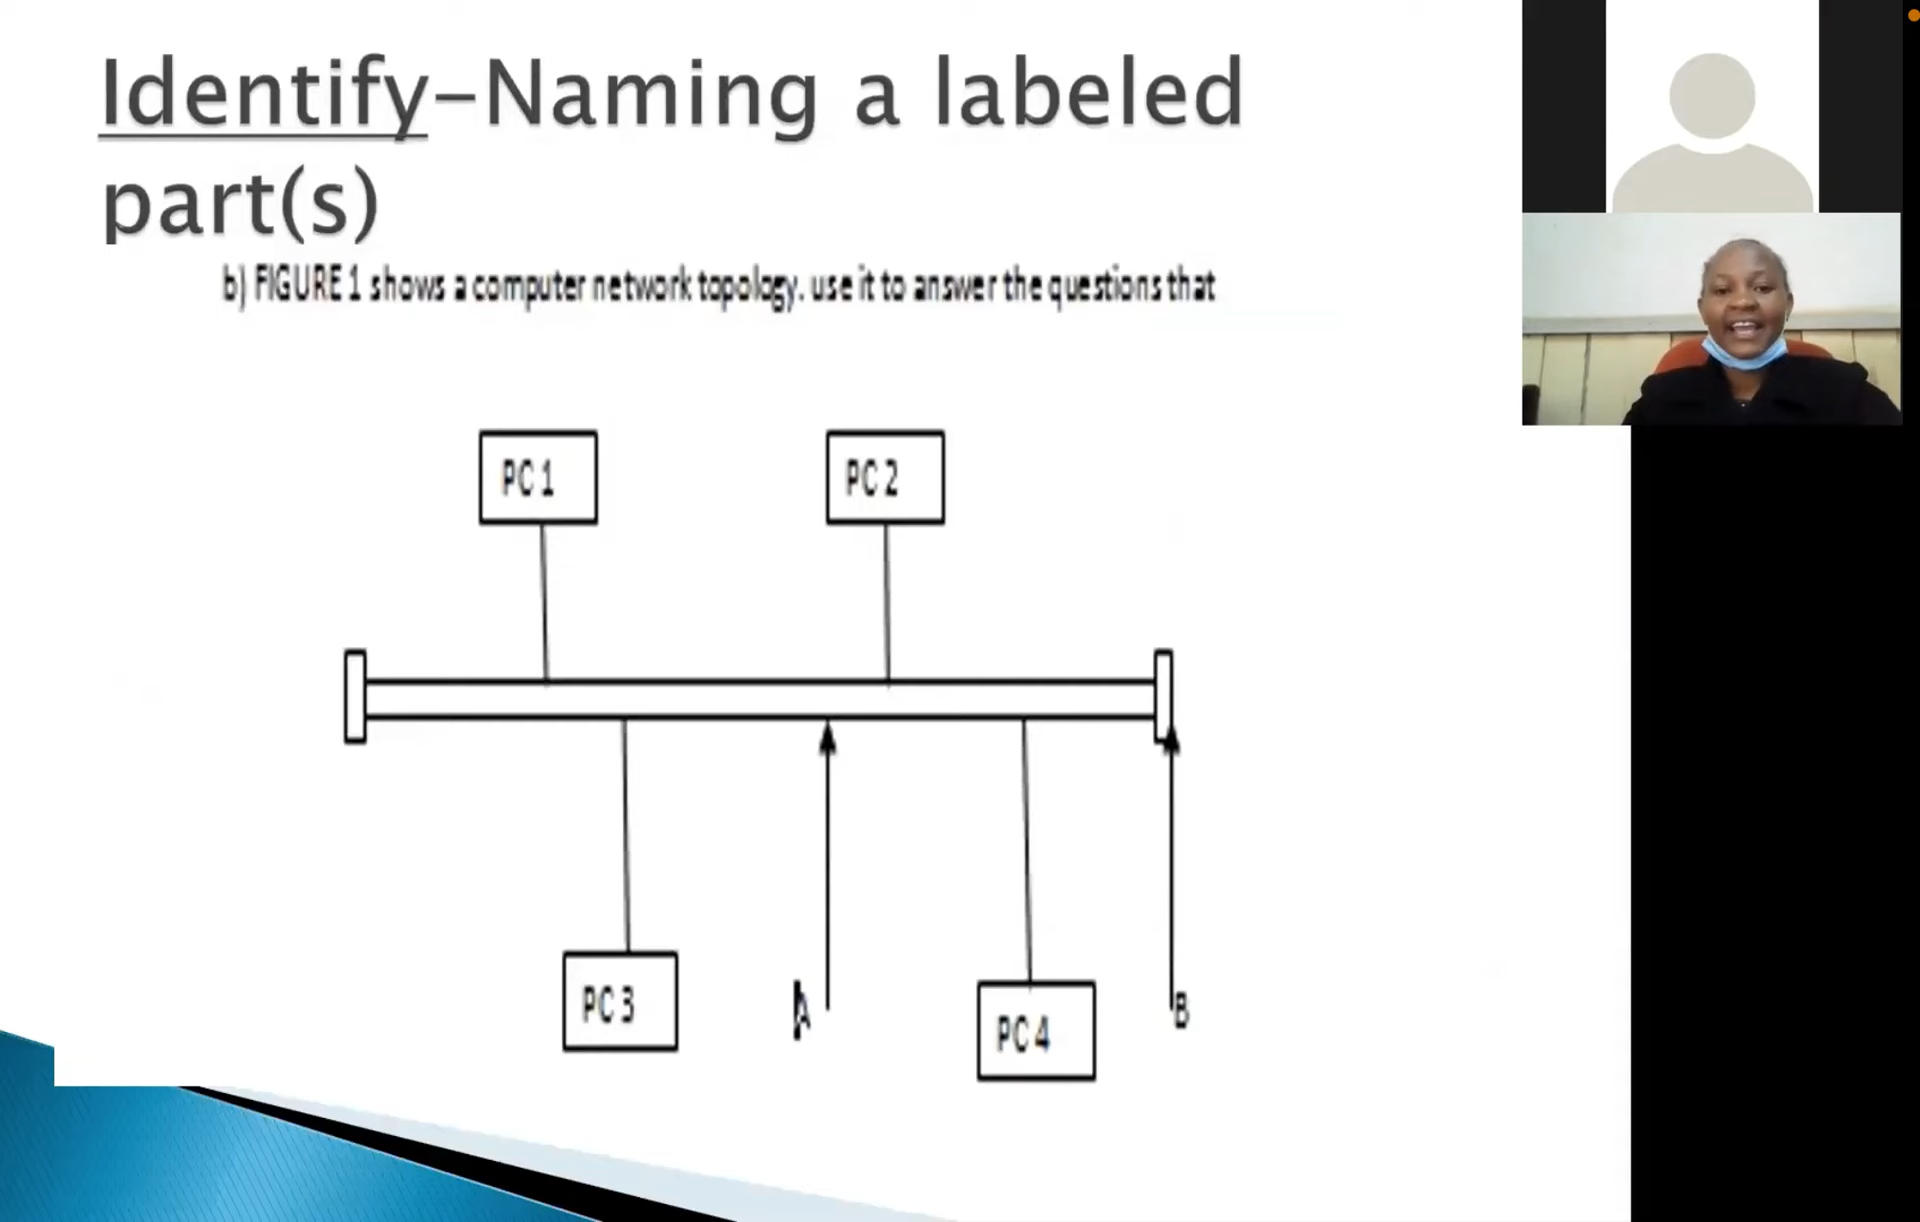 Identify-Naming a labeled
part(s)
b) FIGURE 1 shows a computer network topology. use it to answer the questions that
PC 1
PC 2
PC 3
A
PC 4
B